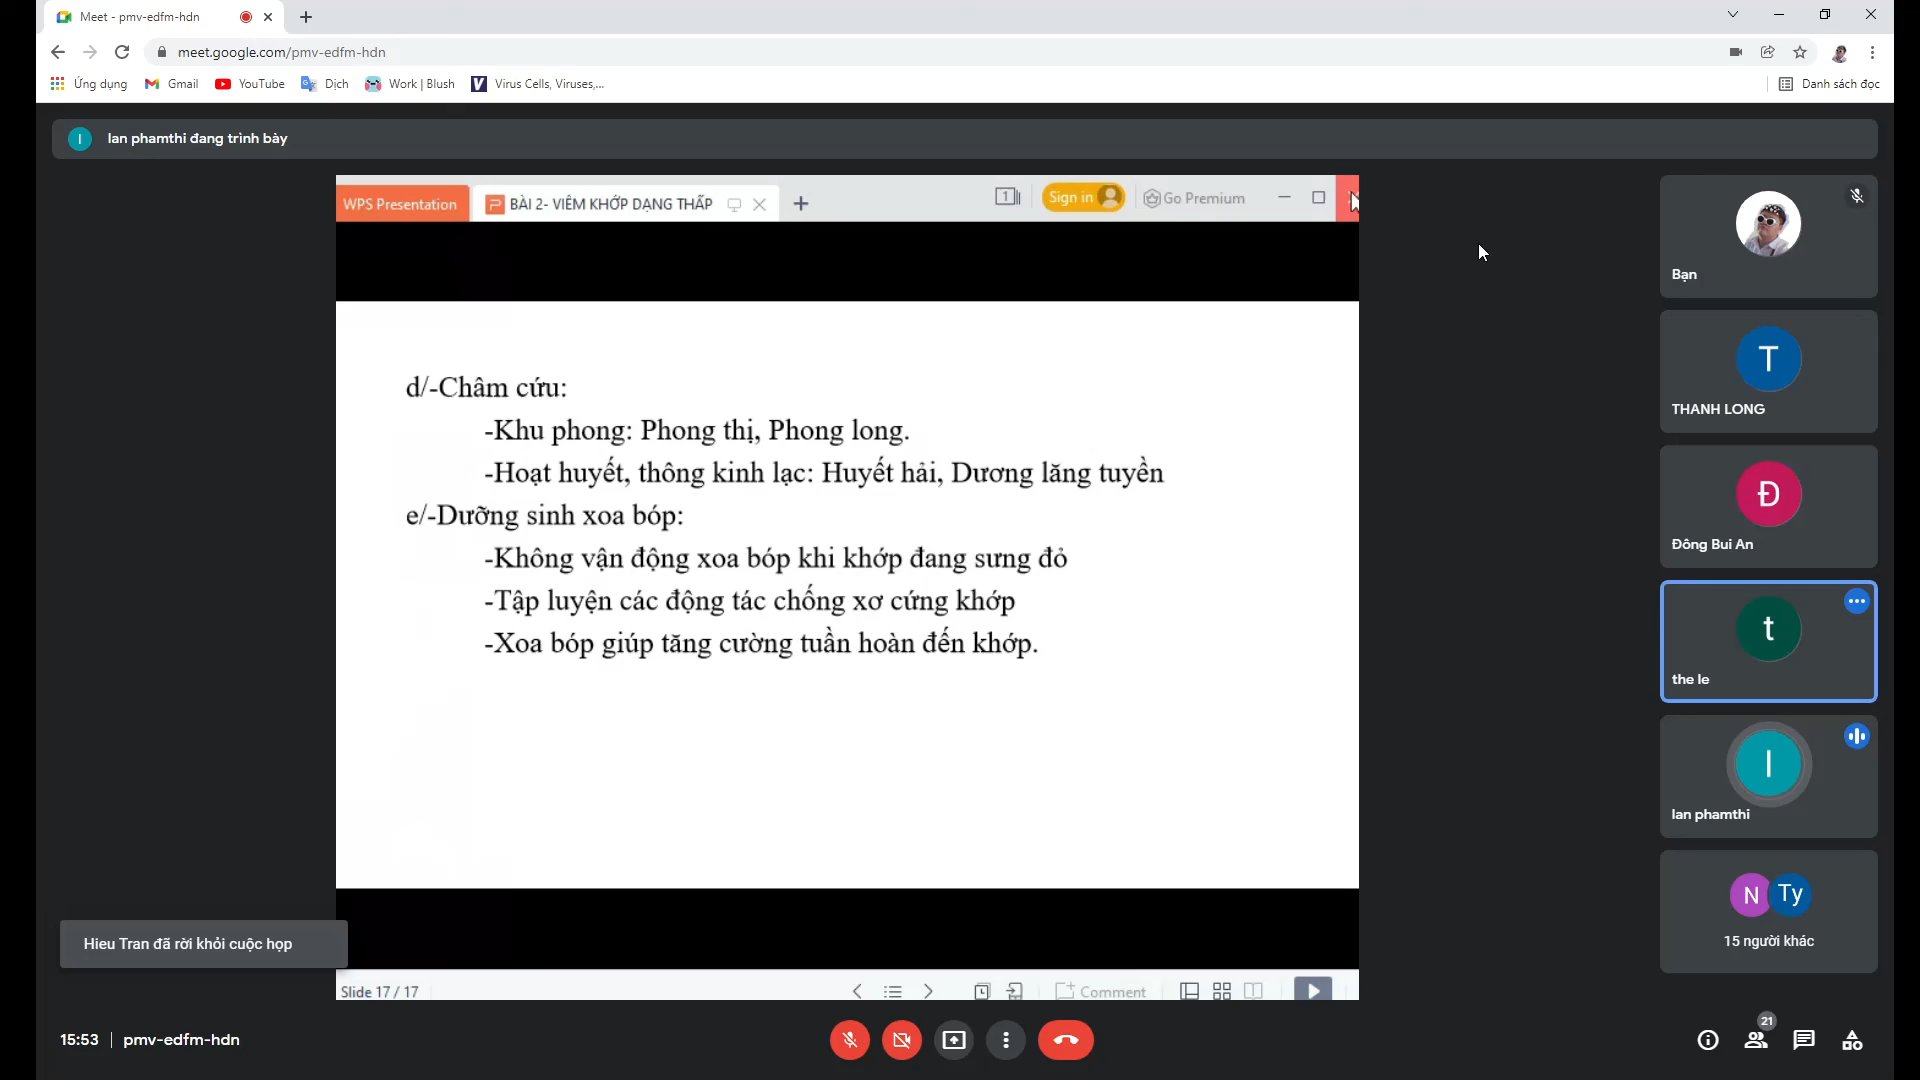 Meet - pmv-edfm-hdn
meet.google.com/pmv-edfm-hdn
Ứng dụng
Gmail
YouTube
Dịch
Work | Blush
Virus Cells, Viruses,...
Danh sách đọc
l
lan phamthi đang trình bày
WPS Presentation
BÀI 2- VIÊM KHỚP DẠNG THẤP
1
Sign in
Go Premium
d/-Châm cứu:
-Khu phong: Phong thị, Phong long.
-Hoạt huyết, thông kinh lạc: Huyết hải, Dương lăng tuyền
e/-Dưỡng sinh xoa bóp:
-Không vận động xoa bóp khi khớp đang sưng đỏ
-Tập luyện các động tác chống xơ cứng khớp
-Xoa bóp giúp tăng cường tuần hoàn đến khớp.
Slide 17 / 17
Comment
Bạn
T
THANH LONG
Đ
Đông Bui An
t
the le
l
lan phamthi
N
Ty
15 người khác
Hieu Tran đã rời khỏi cuộc họp
15:53
pmv-edfm-hdn
21